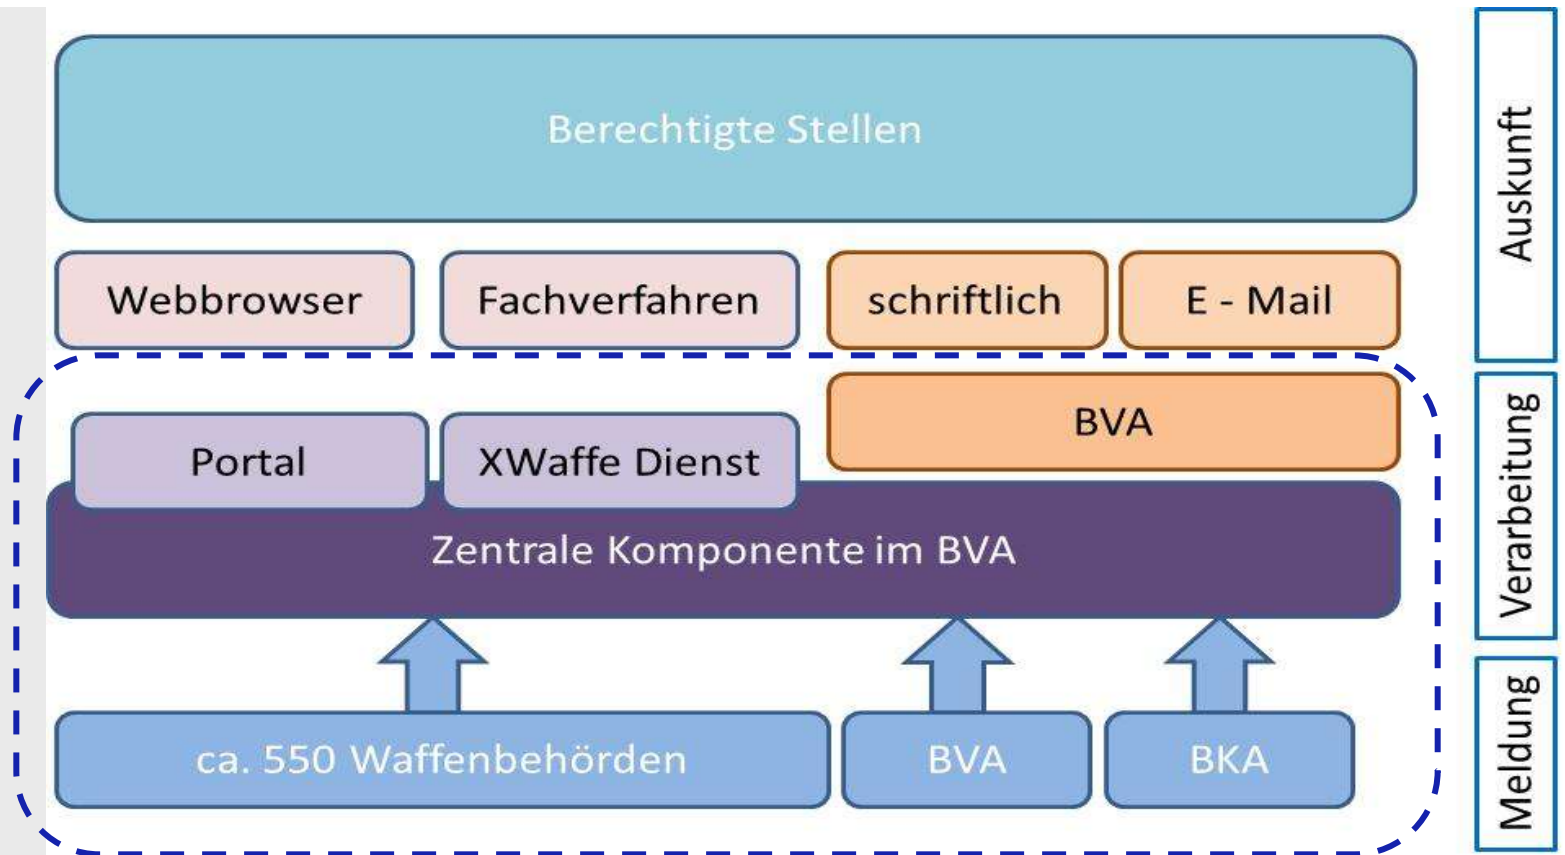 Berechtigte Stellen
Auskunft
Webbrowser
Fachverfahren
schriftlich
E - Mail
BVA
Portal
XWaffe Dienst
Verarbeitung
Zentrale Komponente im BVA
ca. 550 Waffenbehörden
BVA
BKA
Meldung